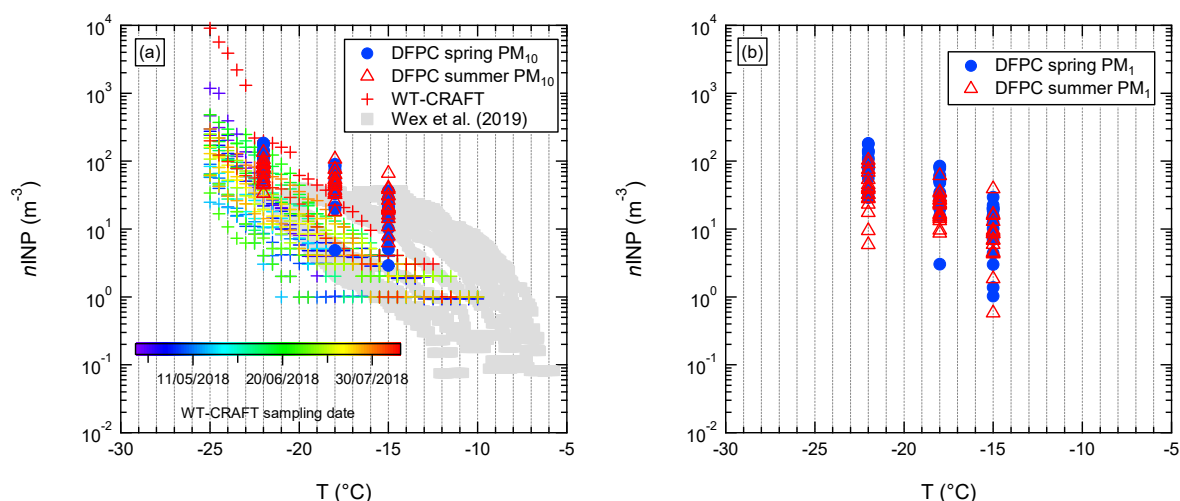 (a)
DFPC spring PM₁₀
DFPC summer PM₁₀
WT-CRAFT
Wex et al. (2019)
10⁴
10³
10²
10¹
10⁰
10⁻¹
10⁻²
nINP (m⁻³)
11/05/2018 20/06/2018 30/07/2018
WT-CRAFT sampling date
-30 -25 -20 -15 -10 -5
T (°C)
(b)
DFPC spring PM₁
DFPC summer PM₁
10⁴
10³
10²
10¹
10⁰
10⁻¹
10⁻²
nINP (m⁻³)
-30 -25 -20 -15 -10 -5
T (°C)